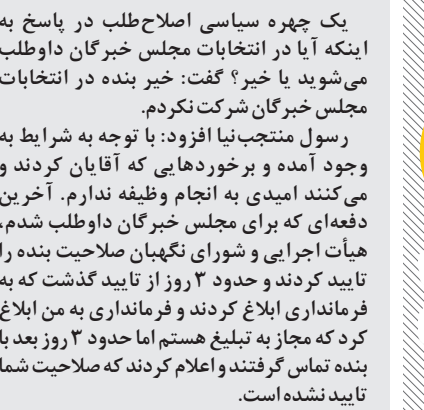 یک چهره سیاسی اصلاح‌طلب در پاسخ به
اینکه آیا در انتخابات مجلس خبرگان داوطلب
می‌شوید یا خیر؟ گفت: خیر بنده در انتخابات
مجلس خبرگان شرکت نکردم.
رسول منتجب‌نیا افزود: با توجه به شرایط به
وجود آمده و برخوردهایی که آقایان کردند و
می‌کنند امیدی به انجام وظیفه ندارم. آخرین
دفعه‌ای که برای مجلس خبرگان داوطلب شدم،
هیأت اجرایی و شورای نگهبان صلاحیت بنده را
تایید کردند و حدود ۳ روز از تایید گذشت که به
فرمانداری ابلاغ کردند و فرمانداری به من ابلاغ
کرد که مجاز به تبلیغ هستم اما حدود ۳ روز بعد با
بنده تماس گرفتند و اعلام کردند که صلاحیت شما
تایید نشده است.